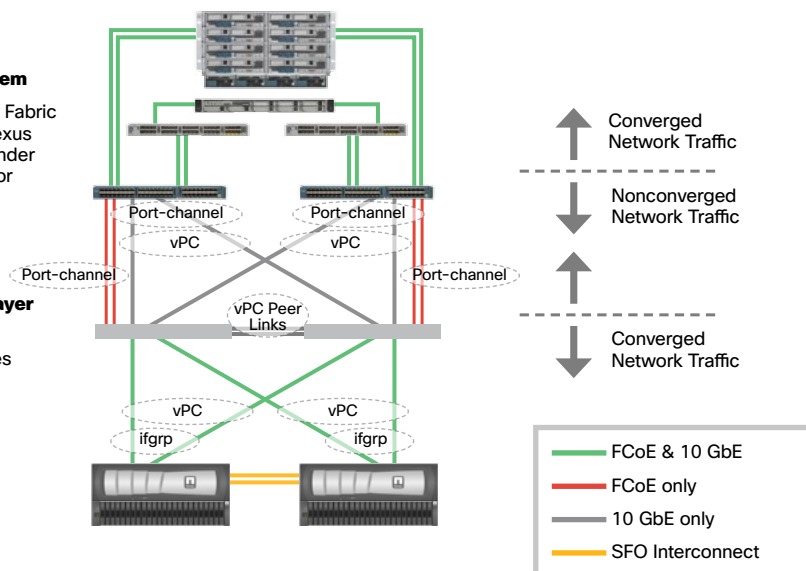 em
Fabric
exus
nder
or
Converged
Network Traffic
Nonconverged
Network Traffic
Port-channel
Port-channel
vPC
vPC
Port-channel
Port-channel
ayer
es
vPC Peer
Links
Converged
Network Traffic
vPC
vPC
ifgrp
ifgrp
FCoE & 10 GbE
FCoE only
10 GbE only
SFO Interconnect